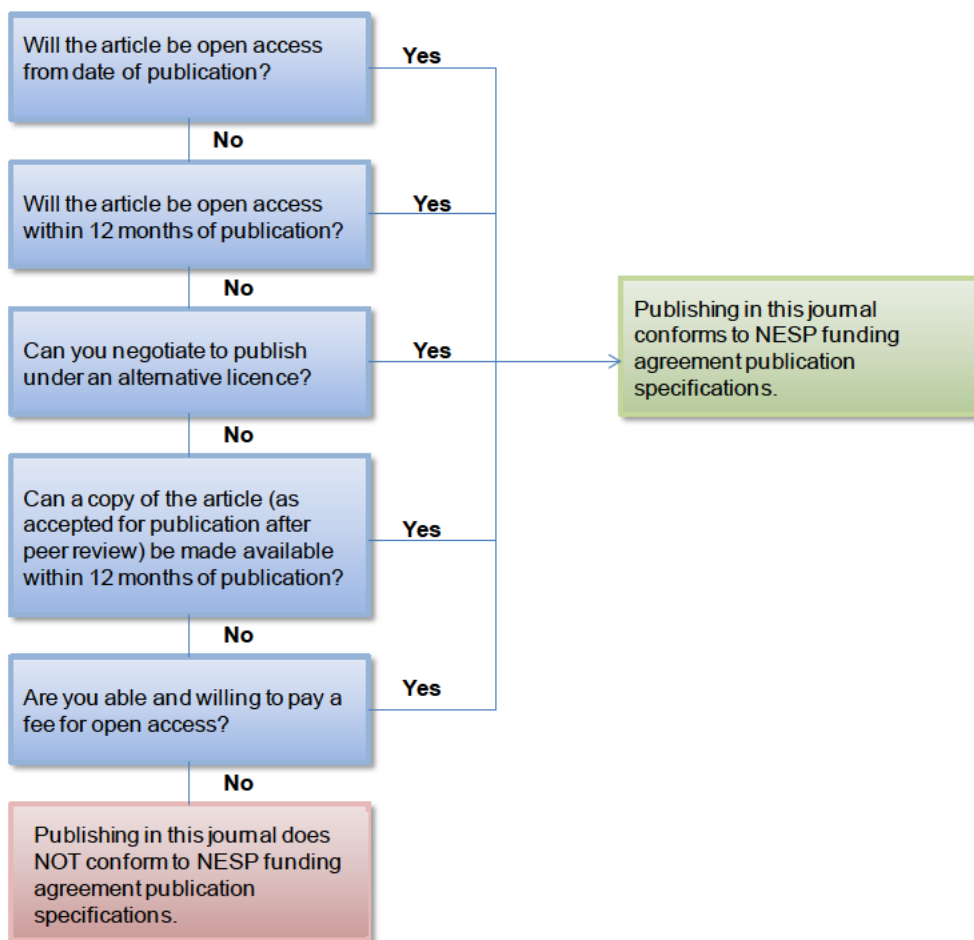 Will the article be open access
from date of publication?
Yes
No
Will the article be open access
within 12 months of publication?
Yes
No
Can you negotiate to publish
under an alternative licence?
Yes
Publishing in this journal
conforms to NESP funding
agreement publication
specifications.
No
Can a copy of the article (as
accepted for publication after
peer review) be made available
within 12 months of publication?
Yes
No
Are you able and willing to pay a
fee for open access?
Yes
No
Publishing in this journal does
NOT conform to NESP funding
agreement publication
specifications.